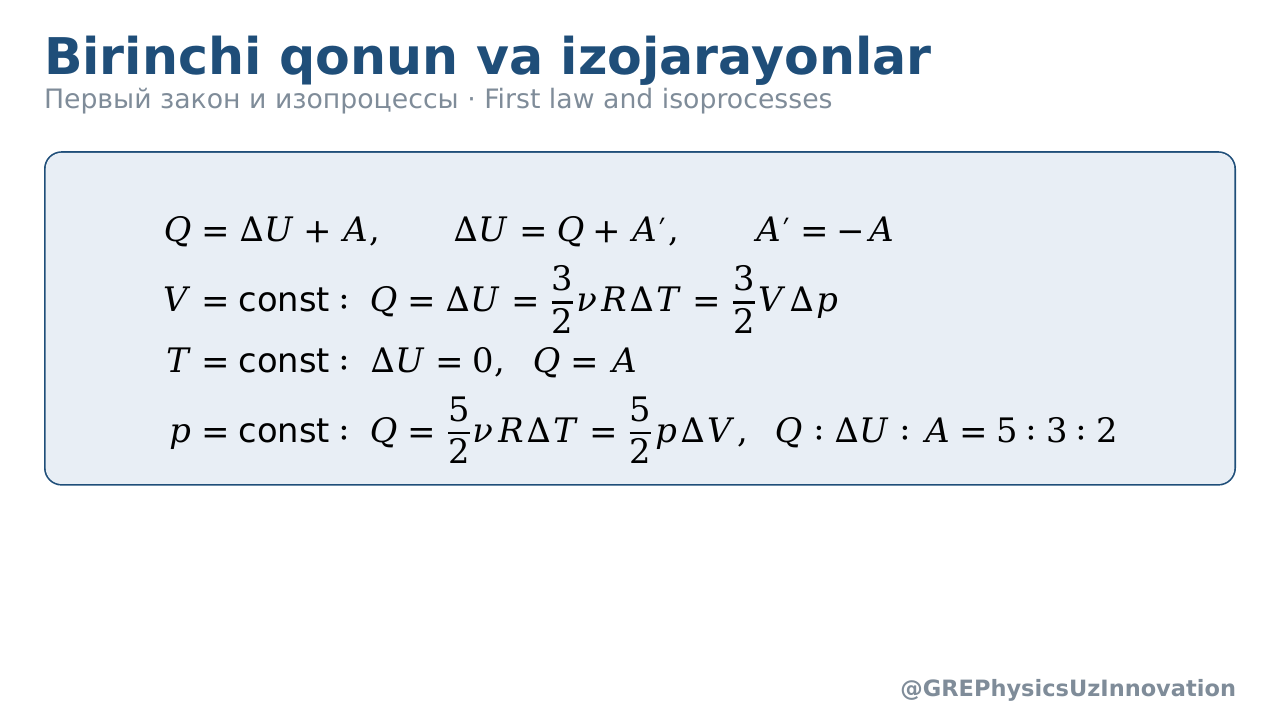 Birinchi qonun va izojarayonlar
Первый закон и изопроцессы · First law and isoprocesses
Q = ΔU + A,  ΔU = Q + A′,  A′ = −A
V = const : Q = ΔU = 3/2 νRΔT = 3/2 VΔp
T = const : ΔU = 0, Q = A
p = const : Q = 5/2 νRΔT = 5/2 pΔV, Q : ΔU : A = 5 : 3 : 2
@GREPhysicsUzInnovation